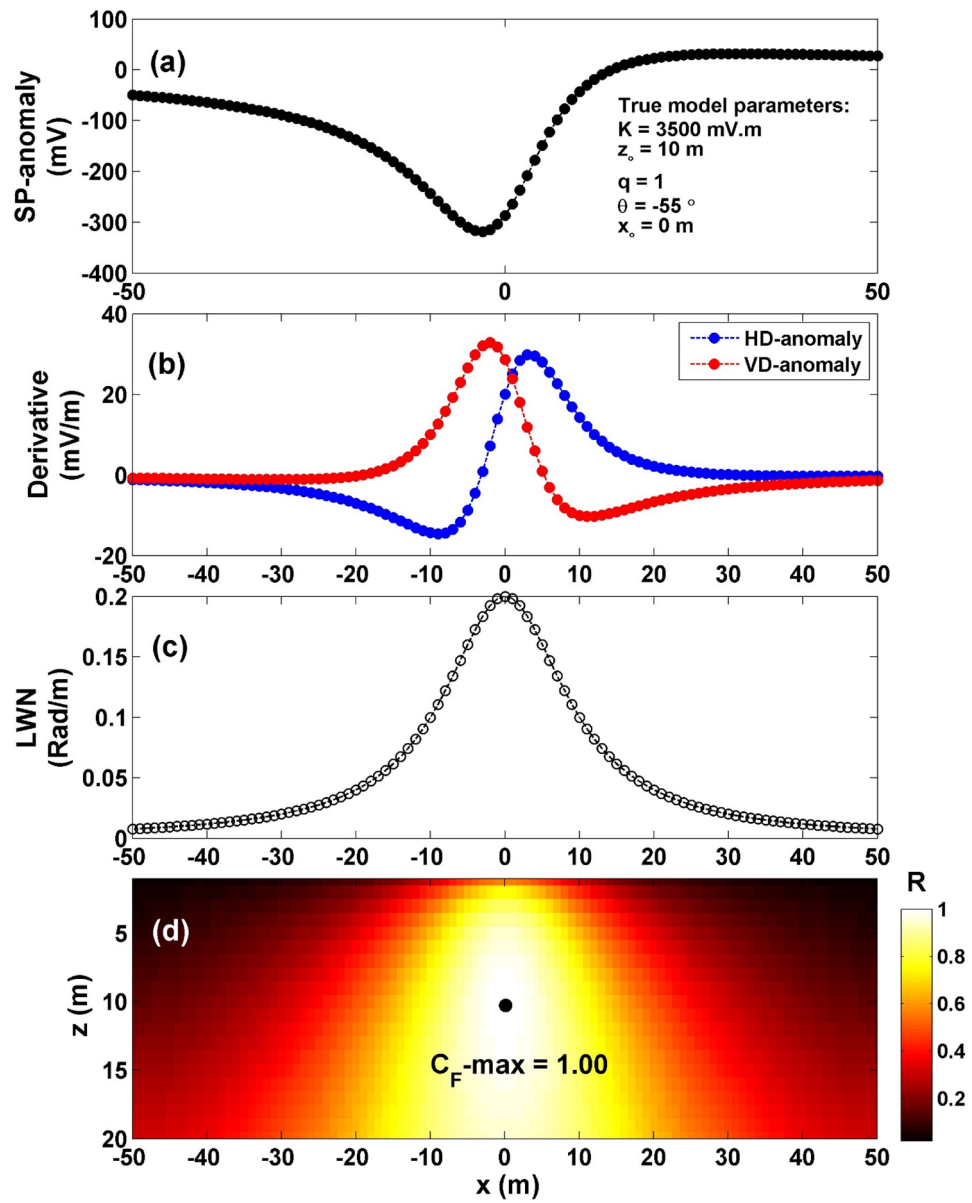 (a)
SP-anomaly
(mV)
100
0
-100
-200
-300
-400
-50 0 50
True model parameters:
K = 3500 mV.m
z₀ = 10 m
q = 1
θ = -55 °
x₀ = 0 m
(b)
Derivative
(mV/m)
40
20
0
-20
-50 -40 -30 -20 -10 0 10 20 30 40 50
HD-anomaly
VD-anomaly
(c)
LWN
(Rad/m)
0.2
0.15
0.1
0.05
0
-50 -40 -30 -20 -10 0 10 20 30 40 50
(d)
z (m)
5
10
15
20
C_F-max = 1.00
-50 -40 -30 -20 -10 0 10 20 30 40 50
x (m)
R
1
0.8
0.6
0.4
0.2